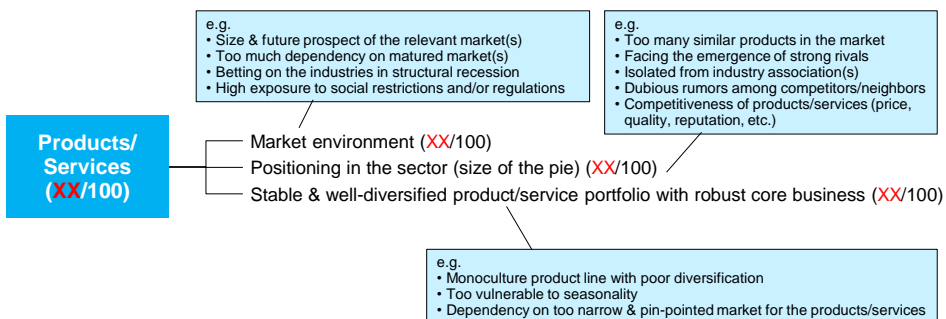 e.g.
• Size & future prospect of the relevant market(s)
• Too much dependency on matured market(s)
• Betting on the industries in structural recession
• High exposure to social restrictions and/or regulations
e.g.
• Too many similar products in the market
• Facing the emergence of strong rivals
• Isolated from industry association(s)
• Dubious rumors among competitors/neighbors
• Competitiveness of products/services (price,
quality, reputation, etc.)
Products/
Services
(XX/100)
Market environment (XX/100)
Positioning in the sector (size of the pie) (XX/100)
Stable & well-diversified product/service portfolio with robust core business (XX/100)
e.g.
• Monoculture product line with poor diversification
• Too vulnerable to seasonality
• Dependency on too narrow & pin-pointed market for the products/services